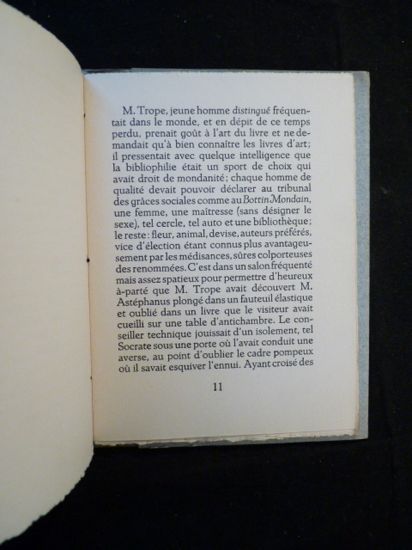 M. Trope, jeune homme distingué fréquen-
tait dans le monde, et en dépit de ce temps
perdu, prenait goût à l'art du livre et ne de-
mandait qu'à bien connaître les livres d'art;
il pressentait avec quelque intelligence que
la bibliophilie était un sport de choix qui
avait droit de mondanité; chaque homme de
qualité devait pouvoir déclarer au tribunal
des grâces sociales comme au Bottin Mondain,
une femme, une maîtresse (sans désigner le
sexe), tel cercle, tel auto et une bibliothèque;
le reste: fleur, animal, devise, auteurs préférés,
vice d'élection étant connus plus avantageu-
sement par les médisances, sûres colporteuses
des renommées. C'est dans un salon fréquenté
mais assez spatieux pour permettre d'heureux
à-parté que M. Trope avait découvert M.
Astéphanus plongé dans un fauteuil élastique
et oublié dans un livre que le visiteur avait
cueilli sur une table d'antichambre. Le con-
seiller technique jouissait d'un isolement, tel
Socrate sous une porte où l'avait conduit une
averse, au point d'oublier le cadre pompeux
où il savait esquiver l'ennui. Ayant croisé des
11